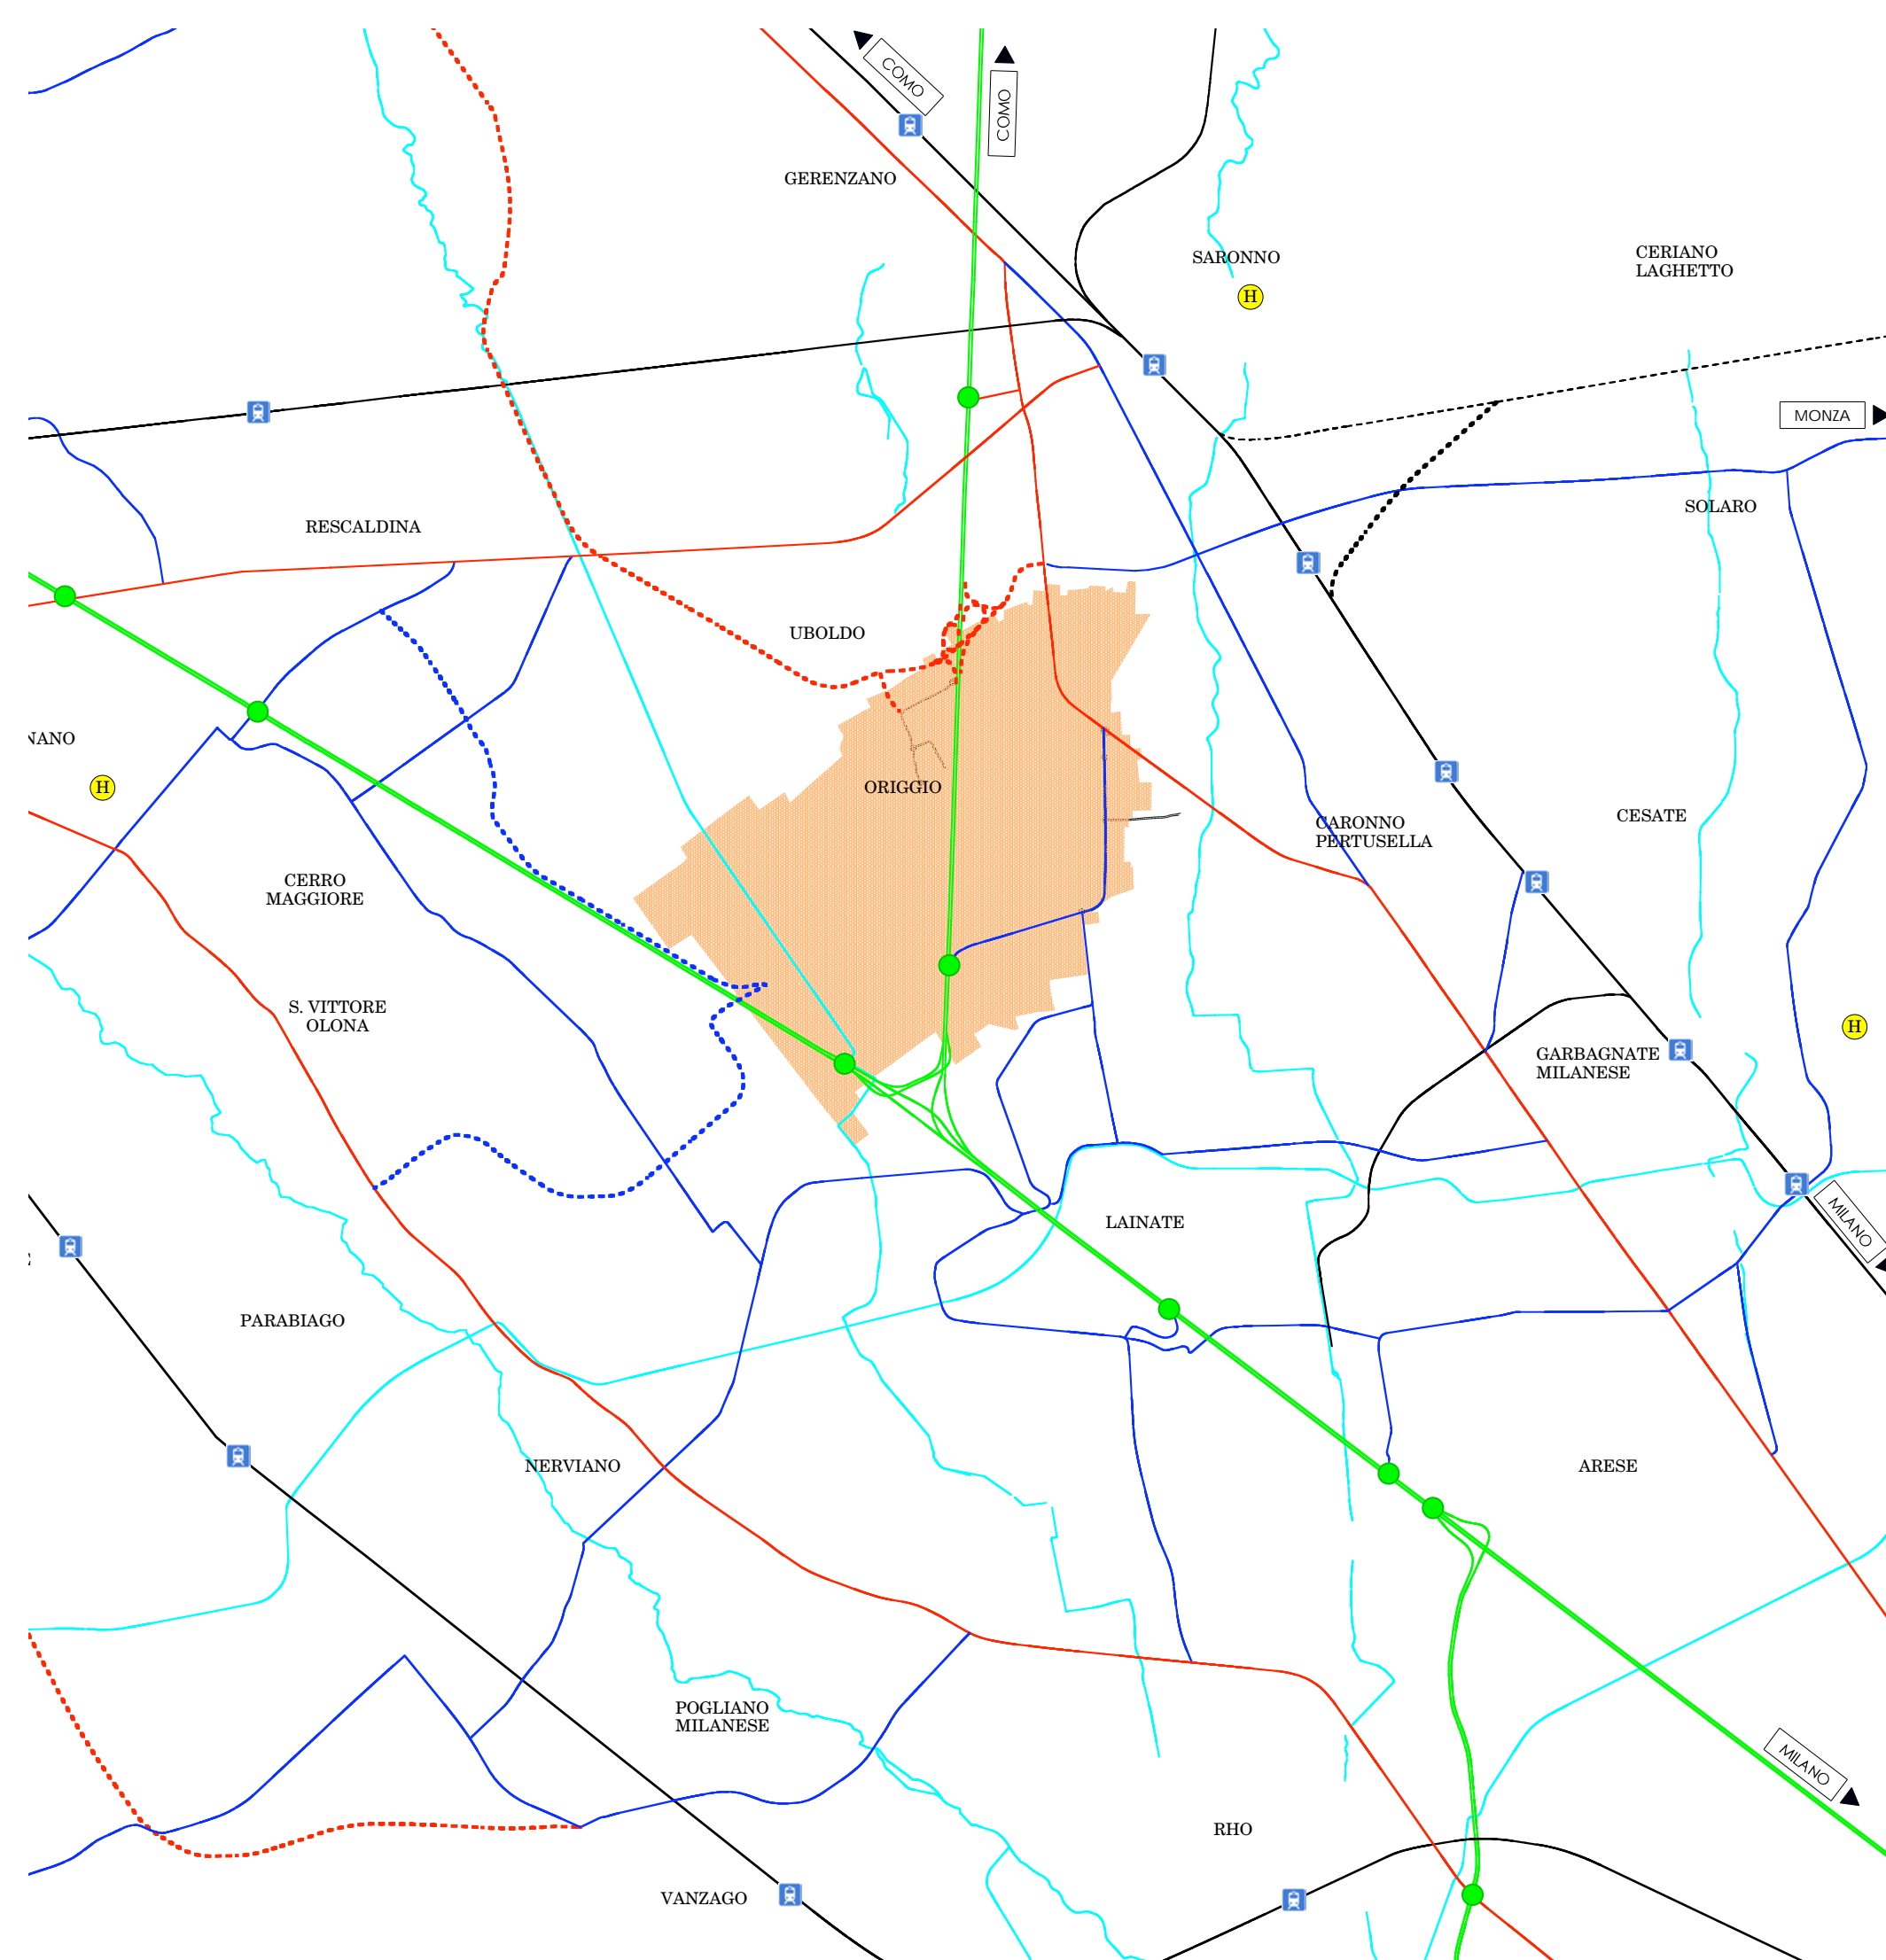 COMO
COMO
GERENZANO
SARONNO
CERIANO
LAGHETTO
H
MONZA
SOLARO
RESCALDINA
UBOLDO
NANO
H
ORIGGIO
CARONNO
PERTUSELLA
CESATE
CERRO
MAGGIORE
S. VITTORE
OLONA
H
GARBAGNATE
MILANESE
LAINATE
MILANO
PARABIAGO
NERVIANO
ARESE
POGLIANO
MILANESE
MILANO
RHO
VANZAGO